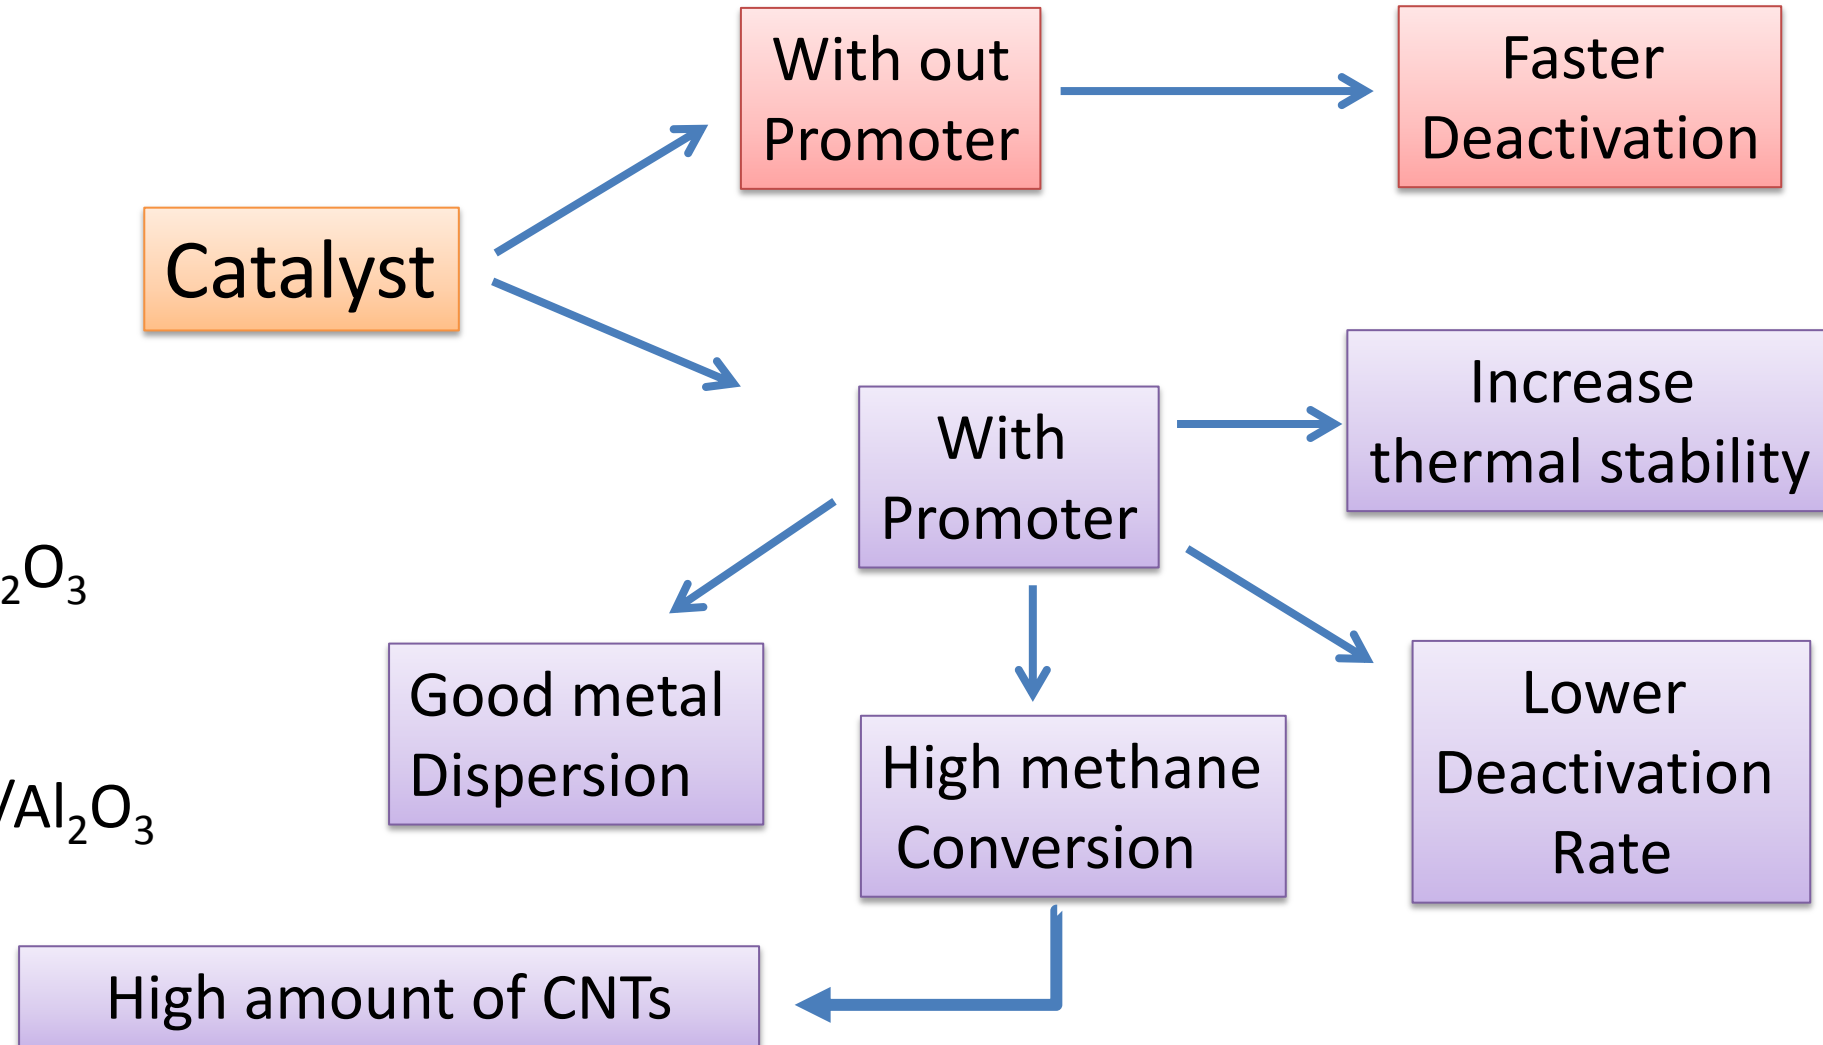 With out
Promoter
Faster
Deactivation
Catalyst
Increase
thermal stability
With
Promoter
₂O₃
Good metal
Dispersion
High methane
Conversion
Lower
Deactivation
Rate
/Al₂O₃
High amount of CNTs